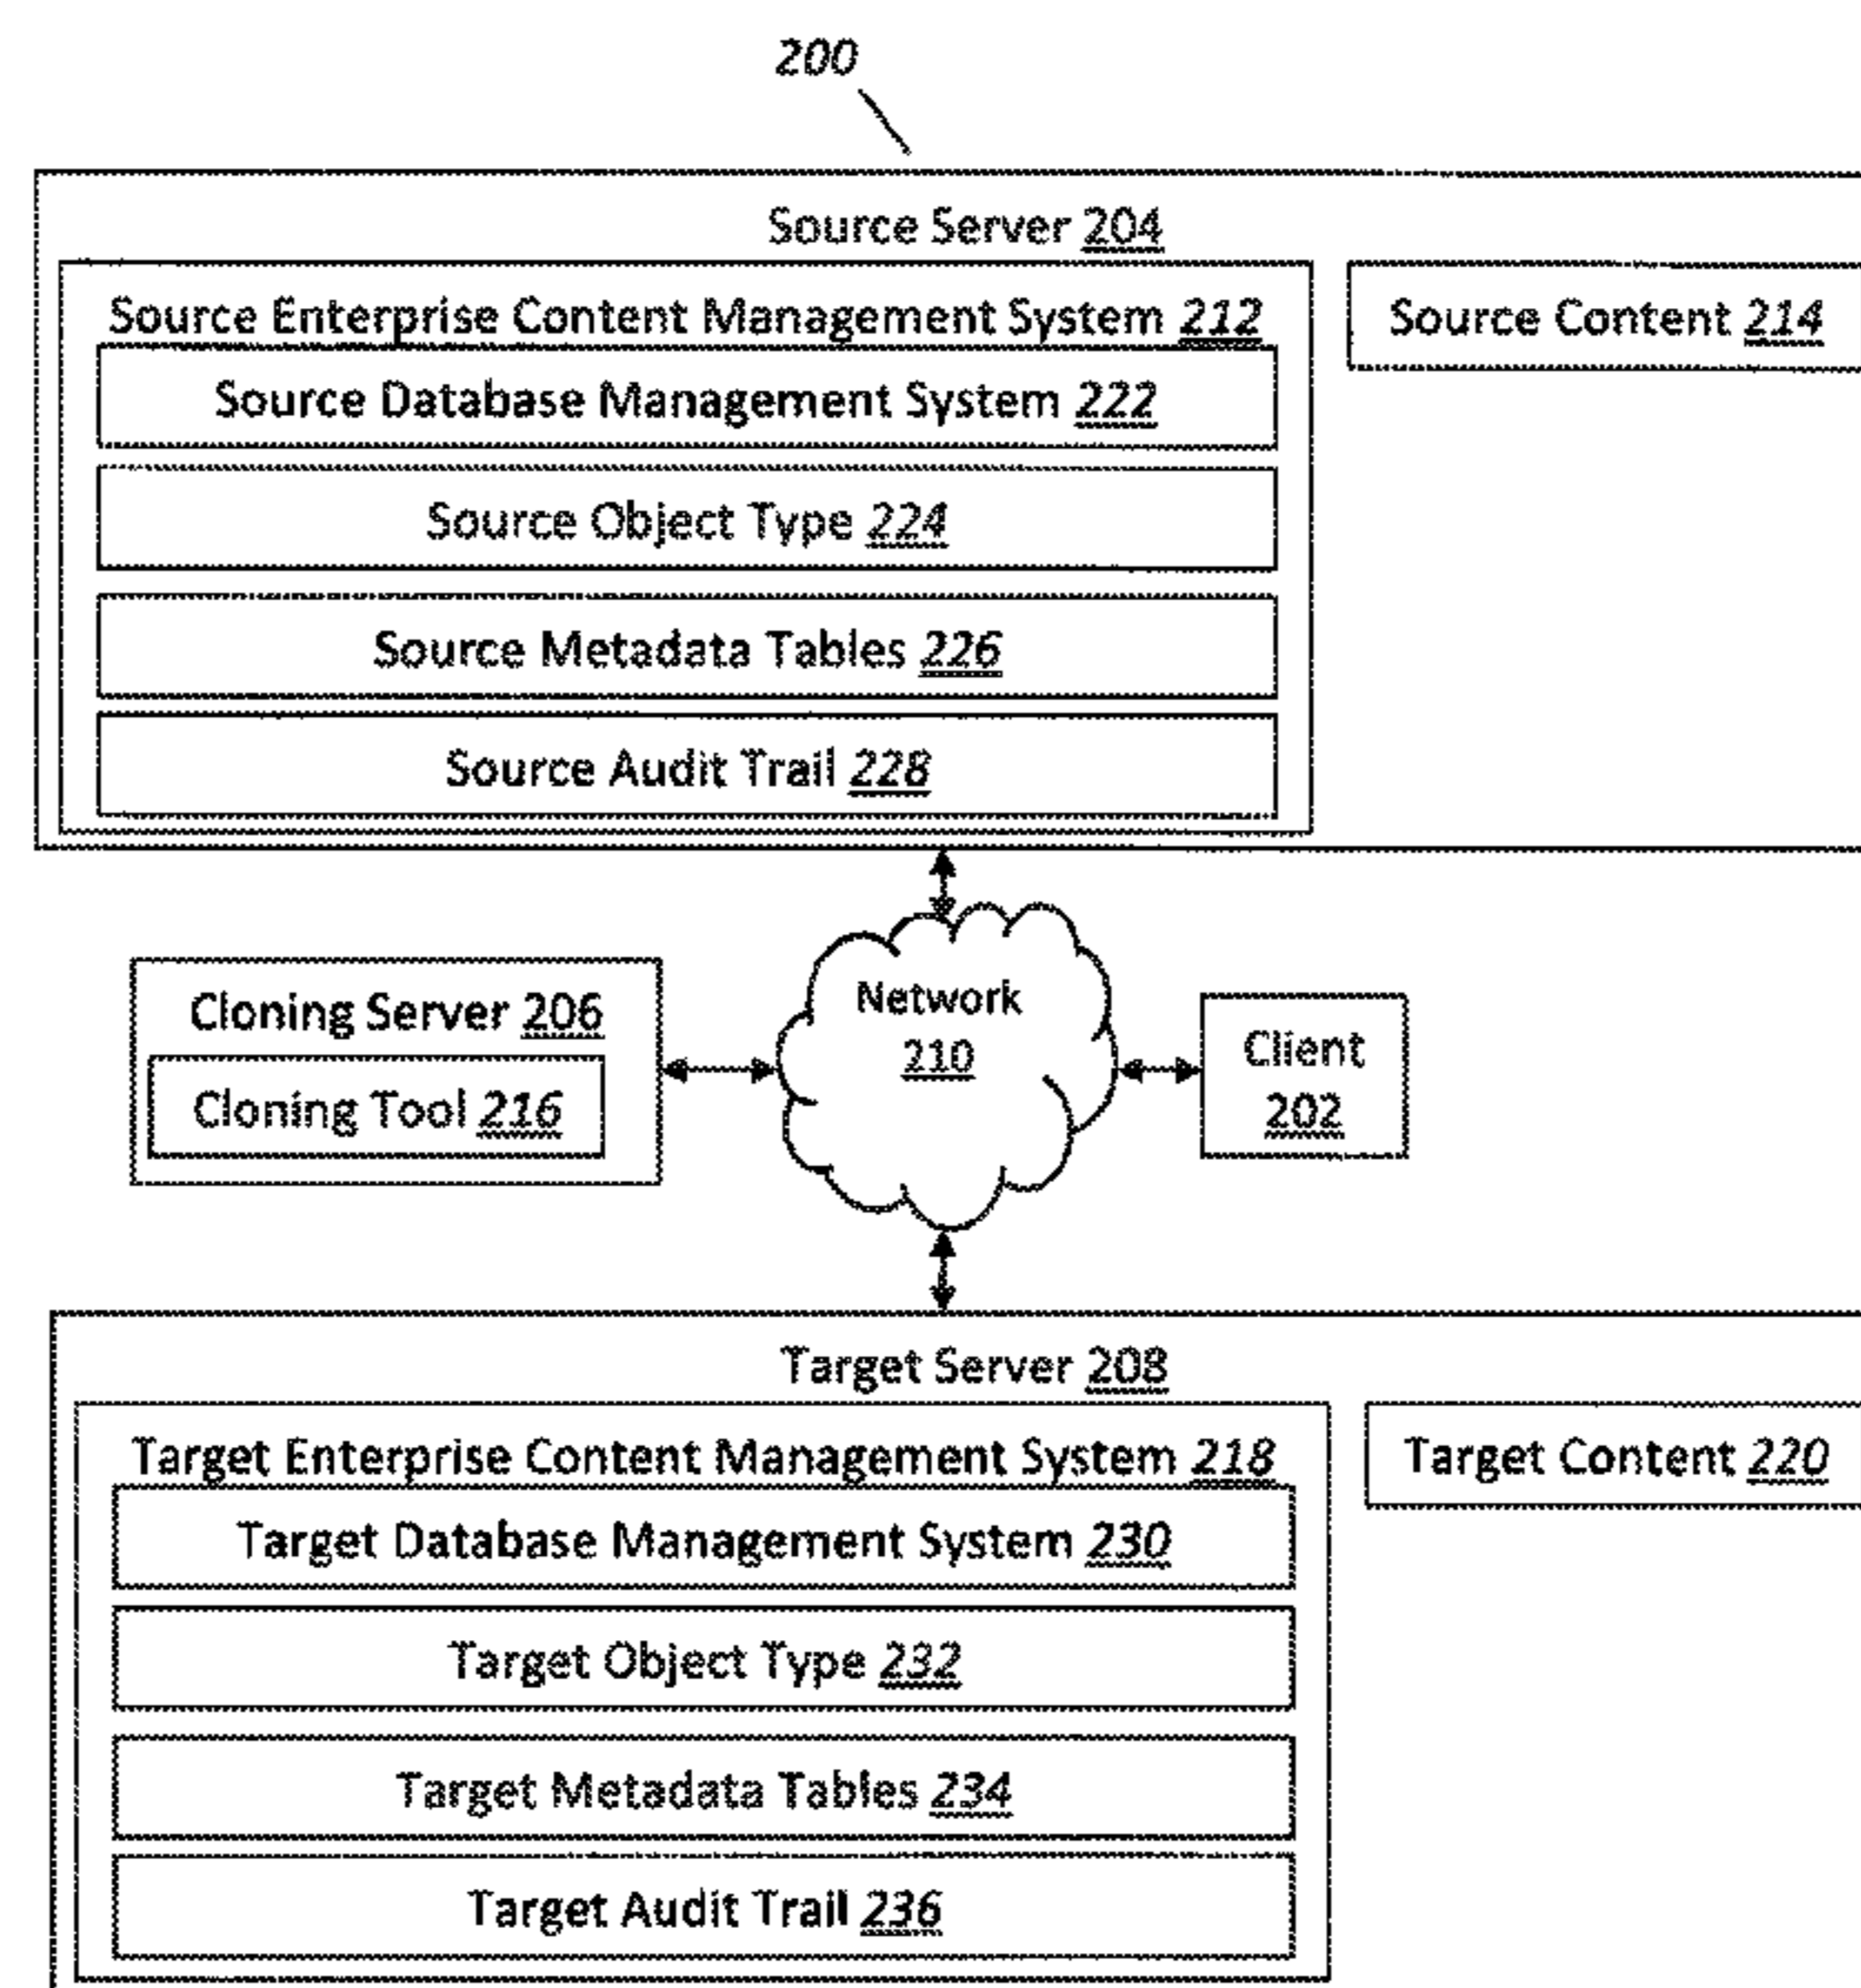 200
Source Server 204
Source Enterprise Content Management System 212
Source Content 214
Source Database Management System 222
Source Object Type 224
Source Metadata Tables 226
Source Audit Trail 228
Network
210
Cloning Server 206
Cloning Tool 216
Client
202
Target Server 208
Target Enterprise Content Management System 218
Target Content 220
Target Database Management System 230
Target Object Type 232
Target Metadata Tables 234
Target Audit Trail 236